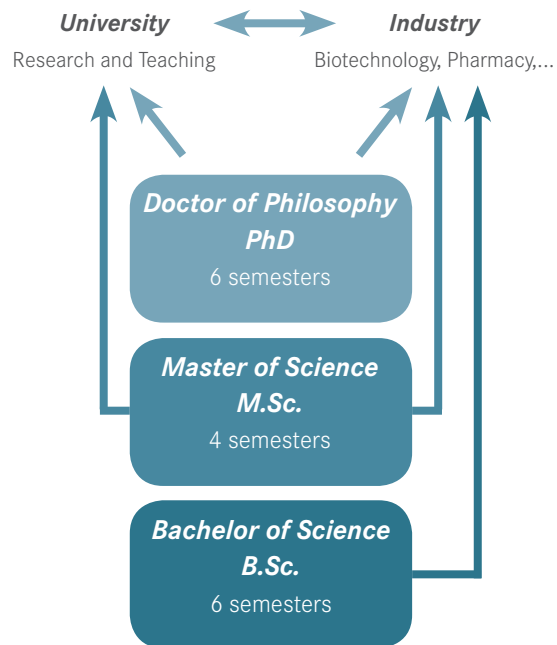 University
Industry
Research and Teaching
Biotechnology, Pharmacy,...
Doctor of Philosophy
PhD
6 semesters
Master of Science
M.Sc.
4 semesters
Bachelor of Science
B.Sc.
6 semesters